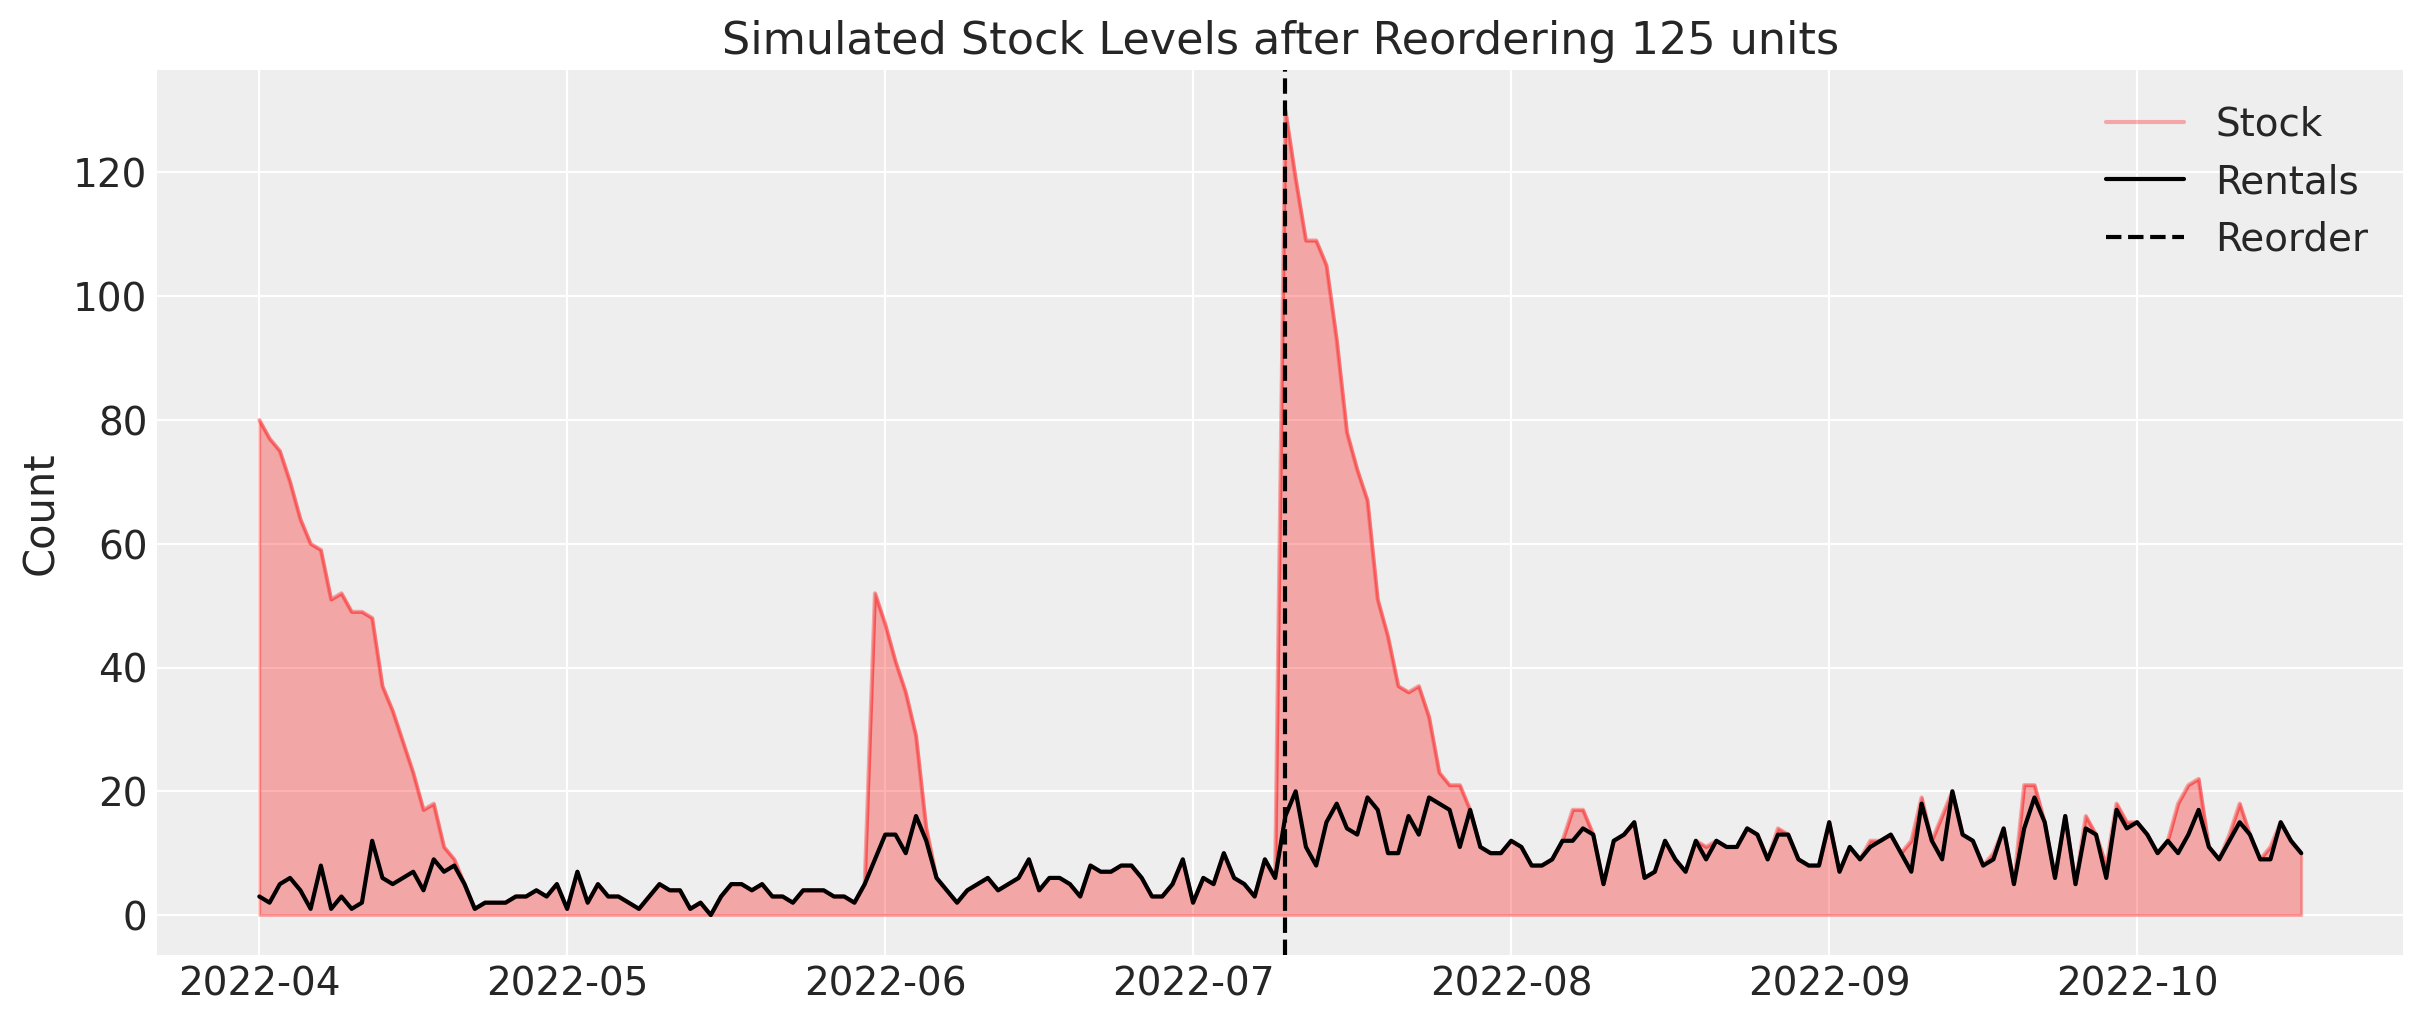 Simulated Stock Levels after Reordering 125 units
Stock
Rentals
Reorder
Count
120
100
80
60
40
20
0
2022-04
2022-05
2022-06
2022-07
2022-08
2022-09
2022-10